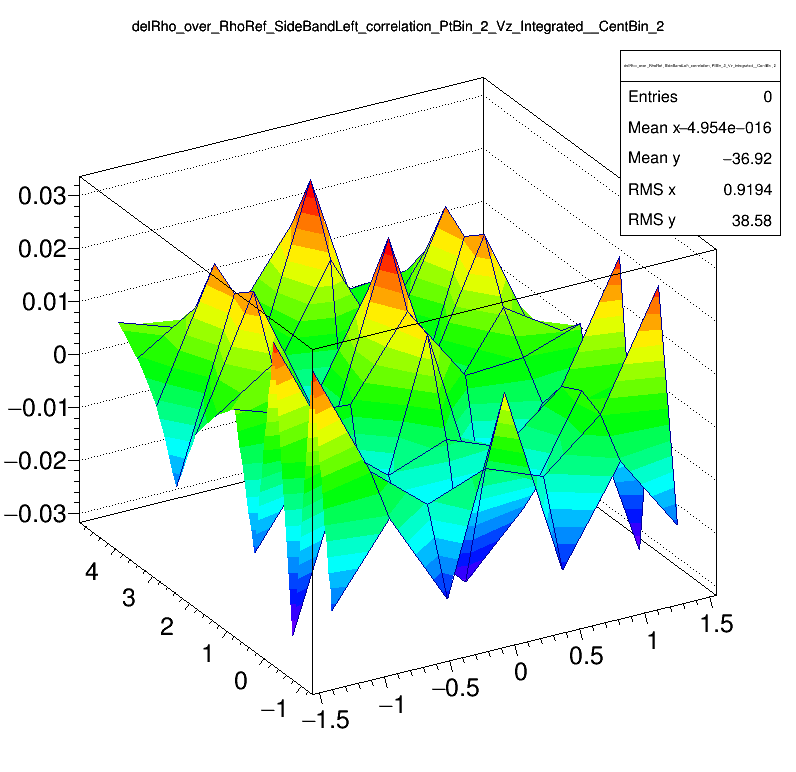 delRho_over_RhoRef_SideBandLeft_correlation_PtBin_2_Vz_Integrated__CentBin_2
delRho_over_RhoRef_SideBandLeft_correlation_PtBin_2_Vz_Integrated__CentBin_2
Entries 0
Mean x −4.954e−016
Mean y −36.92
RMS x 0.9194
RMS y 38.58
0.03
0.02
0.01
0
−0.01
−0.02
−0.03
4
3
2
1
0
−1
−1.5
−1
−0.5
0
0.5
1
1.5